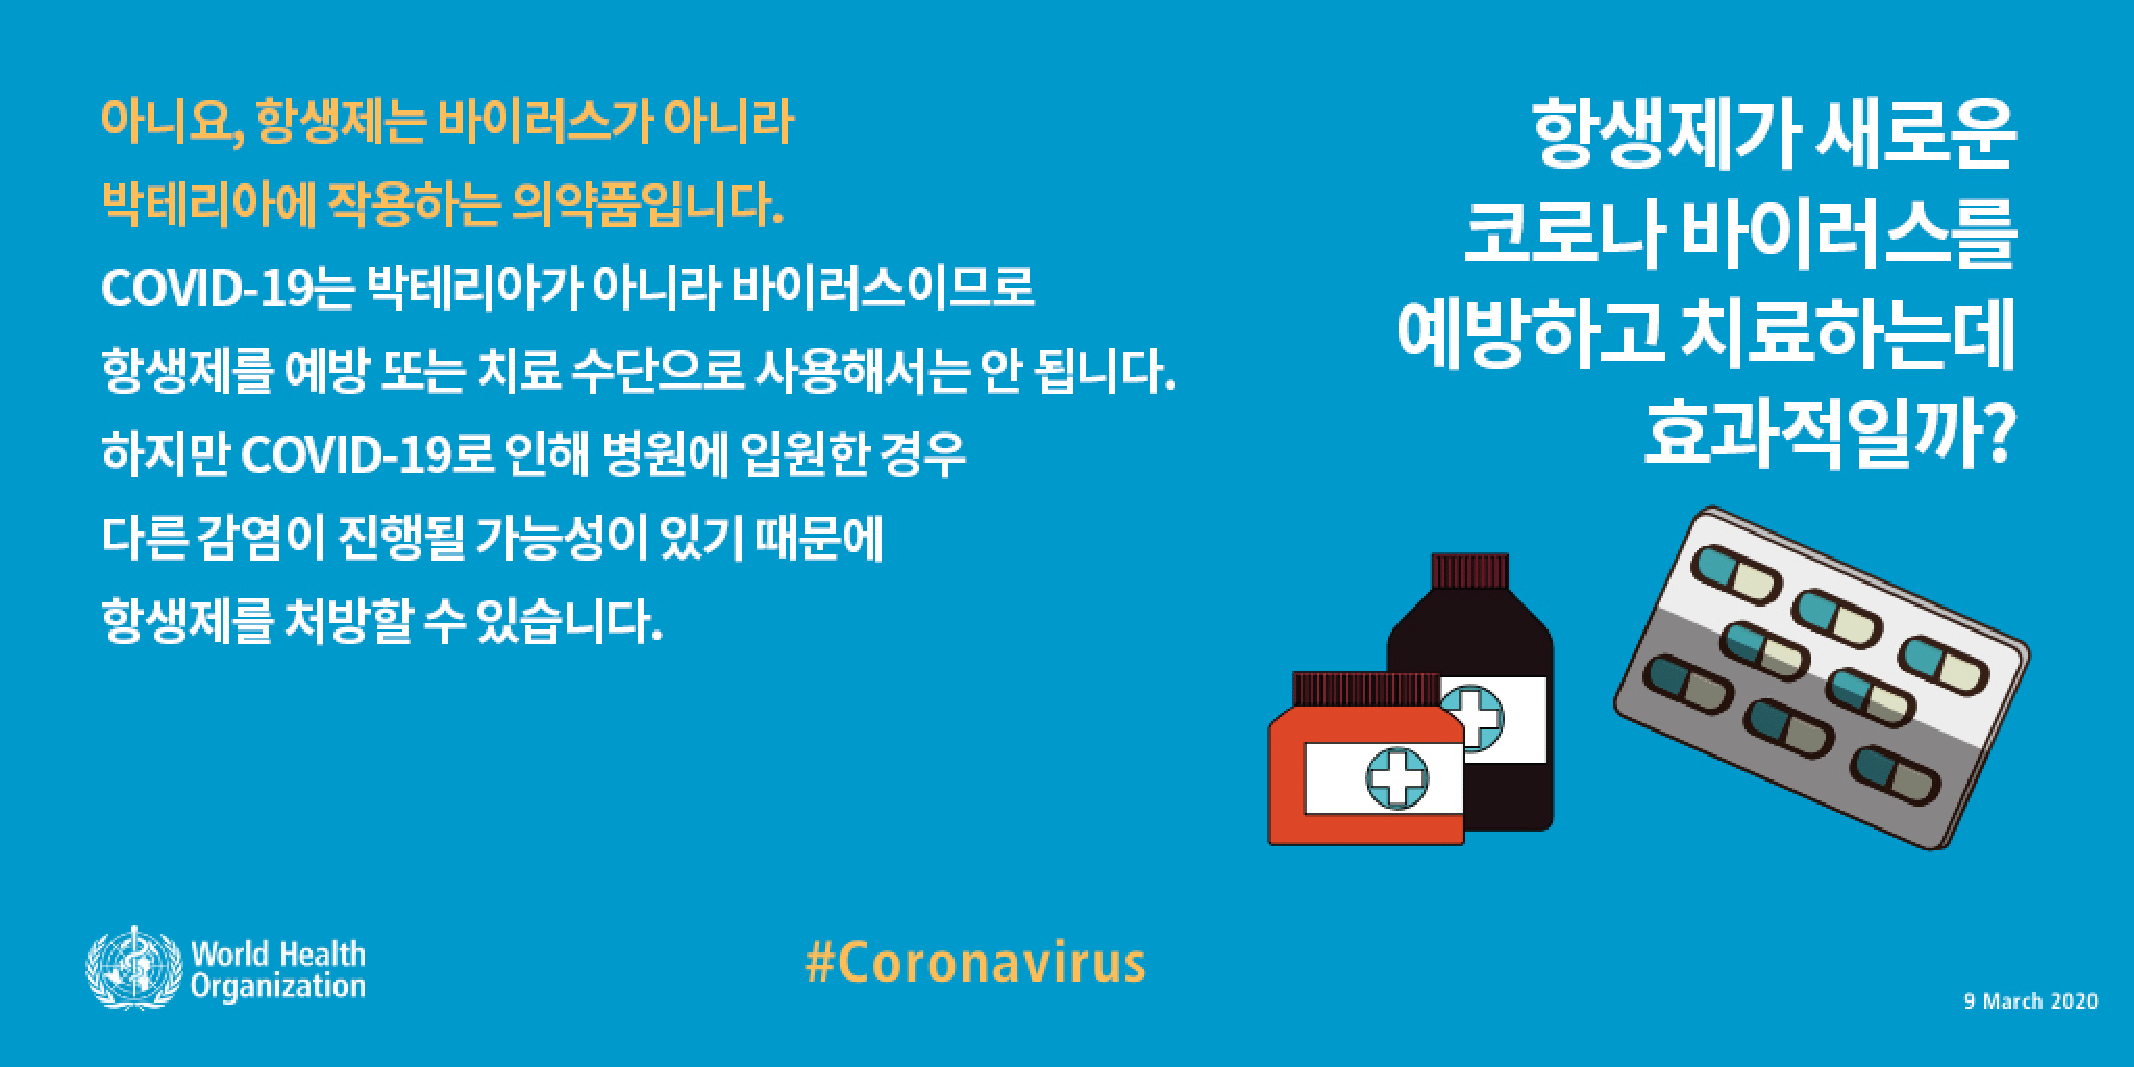 아니요, 항생제는 바이러스가 아니라
박테리아에 작용하는 의약품입니다.
COVID-19는 박테리아가 아니라 바이러스이므로
항생제를 예방 또는 치료 수단으로 사용해서는 안 됩니다.
하지만 COVID-19로 인해 병원에 입원한 경우
다른 감염이 진행될 가능성이 있기 때문에
항생제를 처방할 수 있습니다.
항생제가 새로운
코로나 바이러스를
예방하고 치료하는데
효과적일까?
World Health
Organization
#Coronavirus
9 March 2020